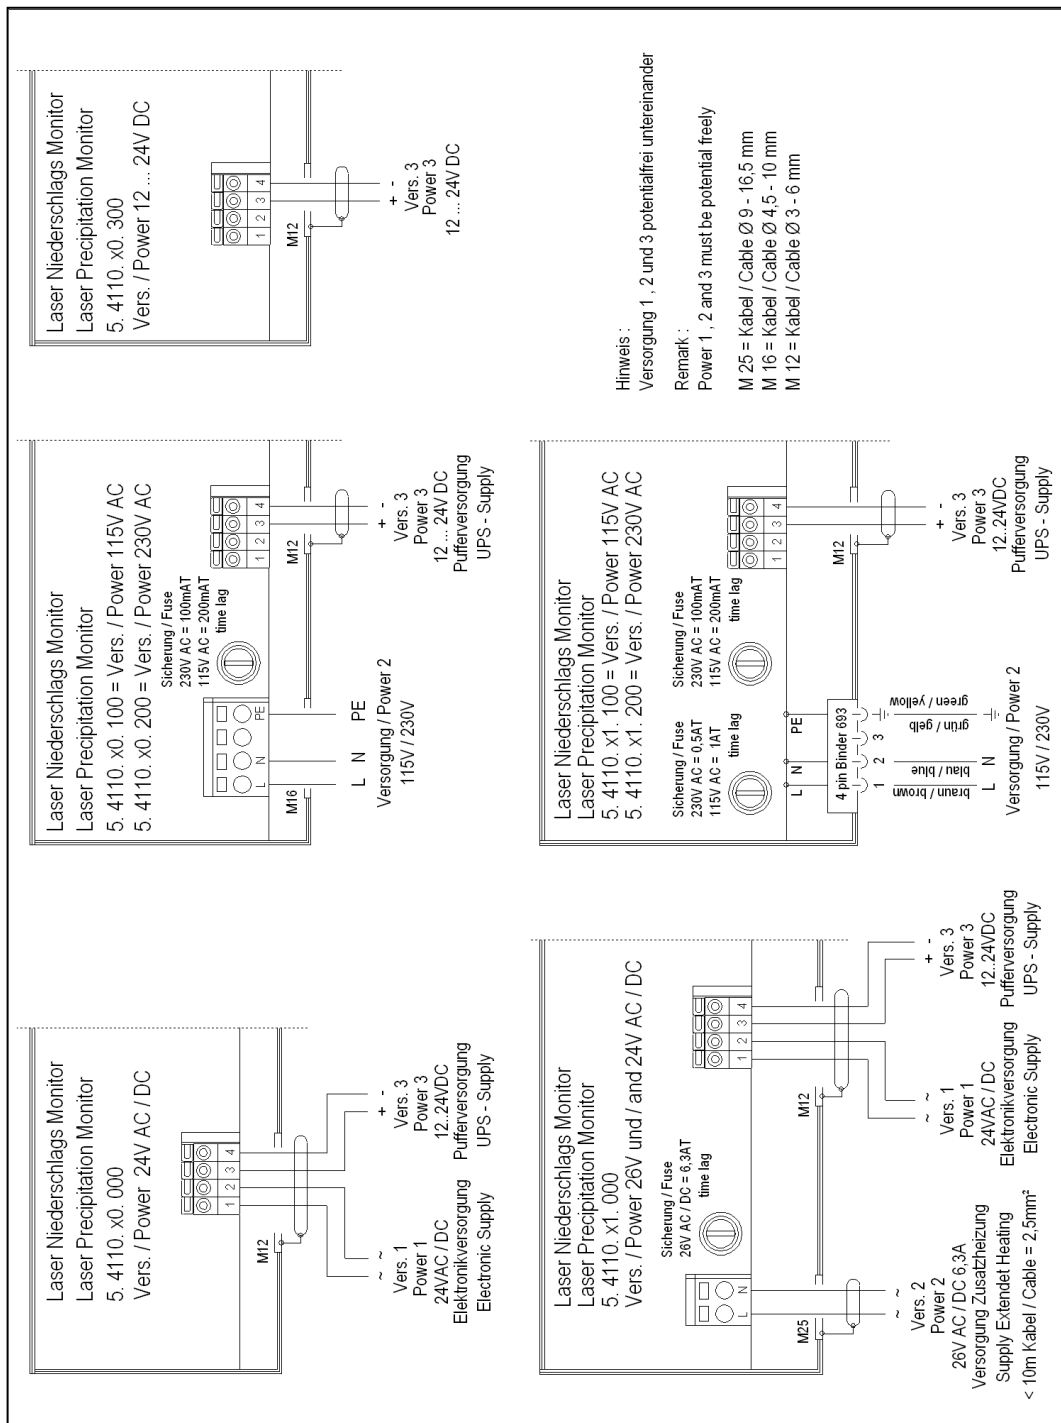 Laser Niederschlags Monitor
Laser Precipitation Monitor
5. 4110. x0. 000
Vers. / Power 24V AC / DC
1 2 3 4
M12
~ ~
Vers. 1
Power 1
24VAC / DC
Elektronikversorgung
Electronic Supply
+ -
Vers. 3
Power 3
12..24VDC
Pufferversorgung
UPS - Supply
Laser Niederschlags Monitor
Laser Precipitation Monitor
5. 4110. x0. 100 = Vers. / Power 115V AC
5. 4110. x0. 200 = Vers. / Power 230V AC
Sicherung / Fuse
230V AC = 100mAT
115V AC = 200mAT
time lag
L N PE
1 2 3 4
M16
M12
L N PE
Versorgung / Power 2
115V / 230V
+ -
Vers. 3
Power 3
12 ... 24V DC
Pufferversorgung
UPS - Supply
Laser Niederschlags Monitor
Laser Precipitation Monitor
5. 4110. x0. 300
Vers. / Power 12 ... 24V DC
1 2 3 4
M12
+ -
Vers. 3
Power 3
12 ... 24V DC
Laser Niederschlags Monitor
Laser Precipitation Monitor
5. 4110. x1. 000
Vers. / Power 26V und / and 24V AC / DC
Sicherung / Fuse
26V AC / DC = 6,3AT
time lag
L N
1 2 3 4
M25
M12
~ ~
Vers. 2
Power 2
26V AC / DC 6,3A
Versorgung Zusatzheizung
Supply Extendet Heating
< 10m Kabel / Cable = 2,5mm²
~ ~
Vers. 1
Power 1
24VAC / DC
Elektronikversorgung
Electronic Supply
+ -
Vers. 3
Power 3
12..24VDC
Pufferversorgung
UPS - Supply
Laser Niederschlags Monitor
Laser Precipitation Monitor
5. 4110. x1. 100 = Vers. / Power 115V AC
5. 4110. x1. 200 = Vers. / Power 230V AC
Sicherung / Fuse
230V AC = 0,5AT
115V AC = 1AT
time lag
Sicherung / Fuse
230V AC = 100mAT
115V AC = 200mAT
time lag
1 2 3 4
L N PE
4 pin Binder 693
M12
1 2 3
braun / brown
blau / blue
grün / gelb
green / yellow
L N
Versorgung / Power 2
115V / 230V
+ -
Vers. 3
Power 3
12..24VDC
Pufferversorgung
UPS - Supply
Hinweis :
Versorgung 1 , 2 und 3 potentialfrei untereinander
Remark :
Power 1 , 2 and 3 must be potential freely
M 25 = Kabel / Cable Ø 9 - 16,5 mm
M 16 = Kabel / Cable Ø 4,5 - 10 mm
M 12 = Kabel / Cable Ø 3 - 6 mm